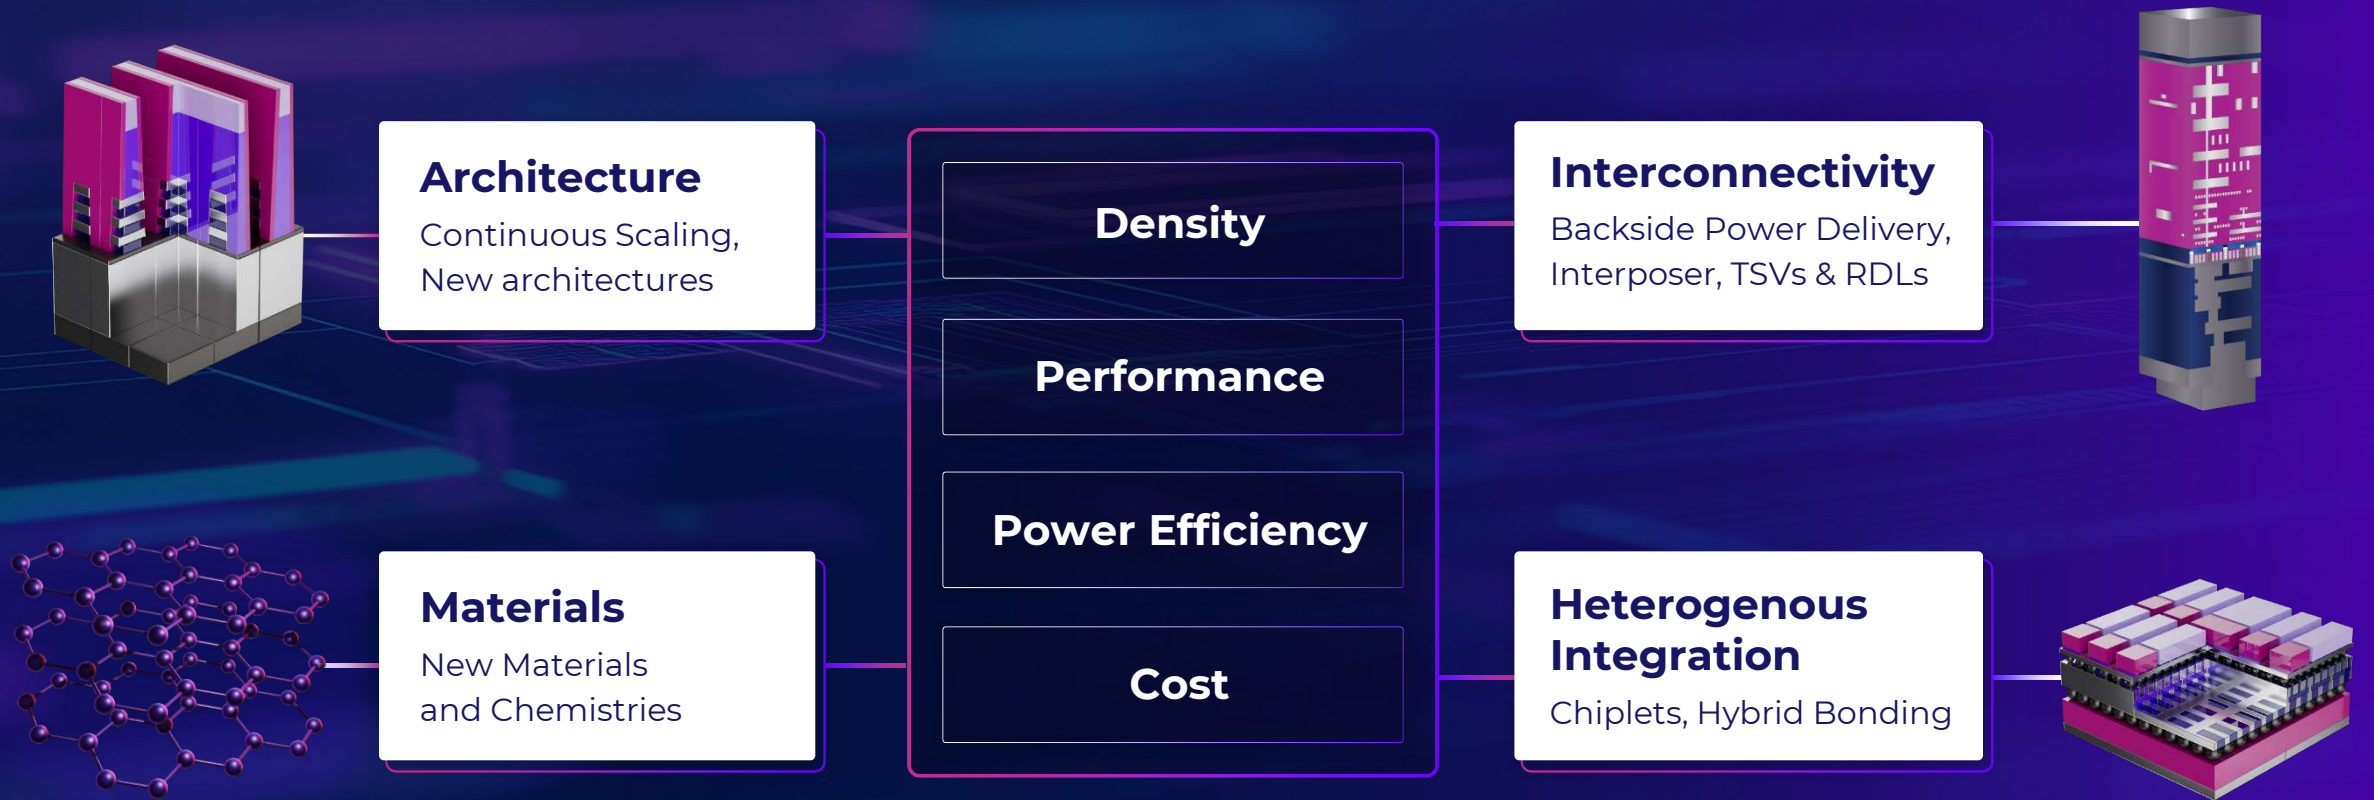 Architecture
Continuous Scaling,
New architectures
Materials
New Materials
and Chemistries
Density
Performance
Power Efficiency
Cost
Interconnectivity
Backside Power Delivery,
Interposer, TSVs & RDLs
Heterogenous
Integration
Chiplets, Hybrid Bonding